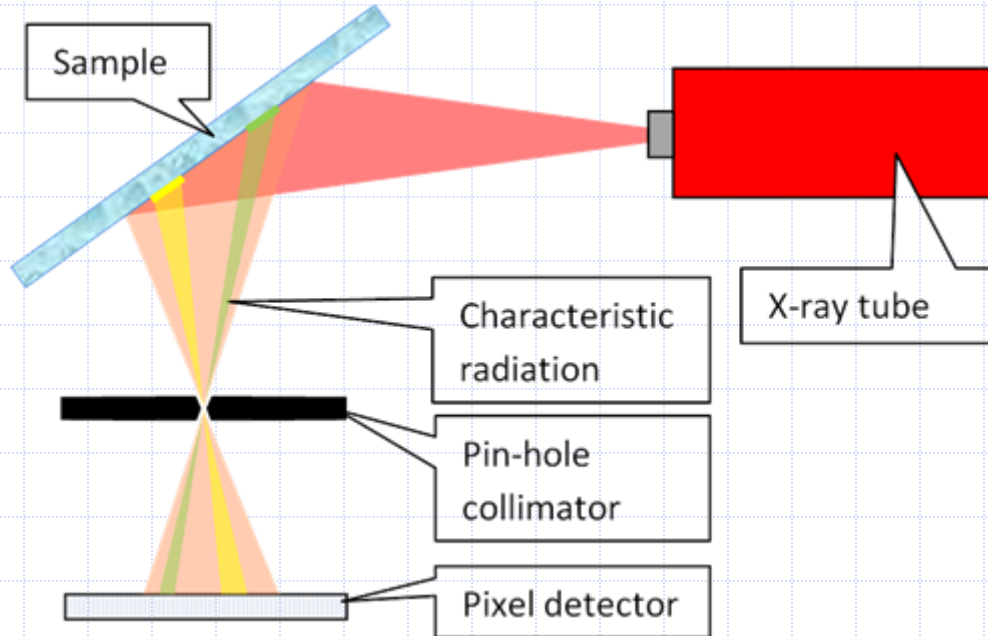 Sample
X-ray tube
Characteristic
radiation
Pin-hole
collimator
Pixel detector